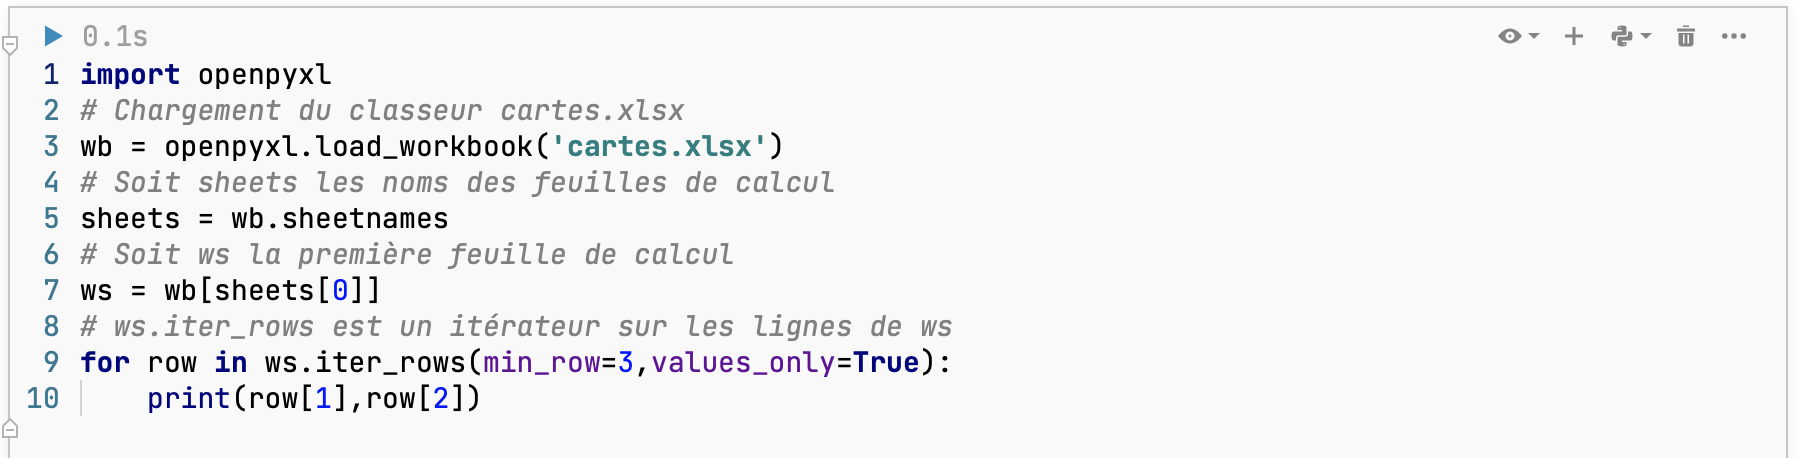 0.1s
1 import openpyxl
2 # Chargement du classeur cartes.xlsx
3 wb = openpyxl.load_workbook('cartes.xlsx')
4 # Soit sheets les noms des feuilles de calcul
5 sheets = wb.sheetnames
6 # Soit ws la première feuille de calcul
7 ws = wb[sheets[0]]
8 # ws.iter_rows est un itérateur sur les lignes de ws
9 for row in ws.iter_rows(min_row=3,values_only=True):
10     print(row[1],row[2])